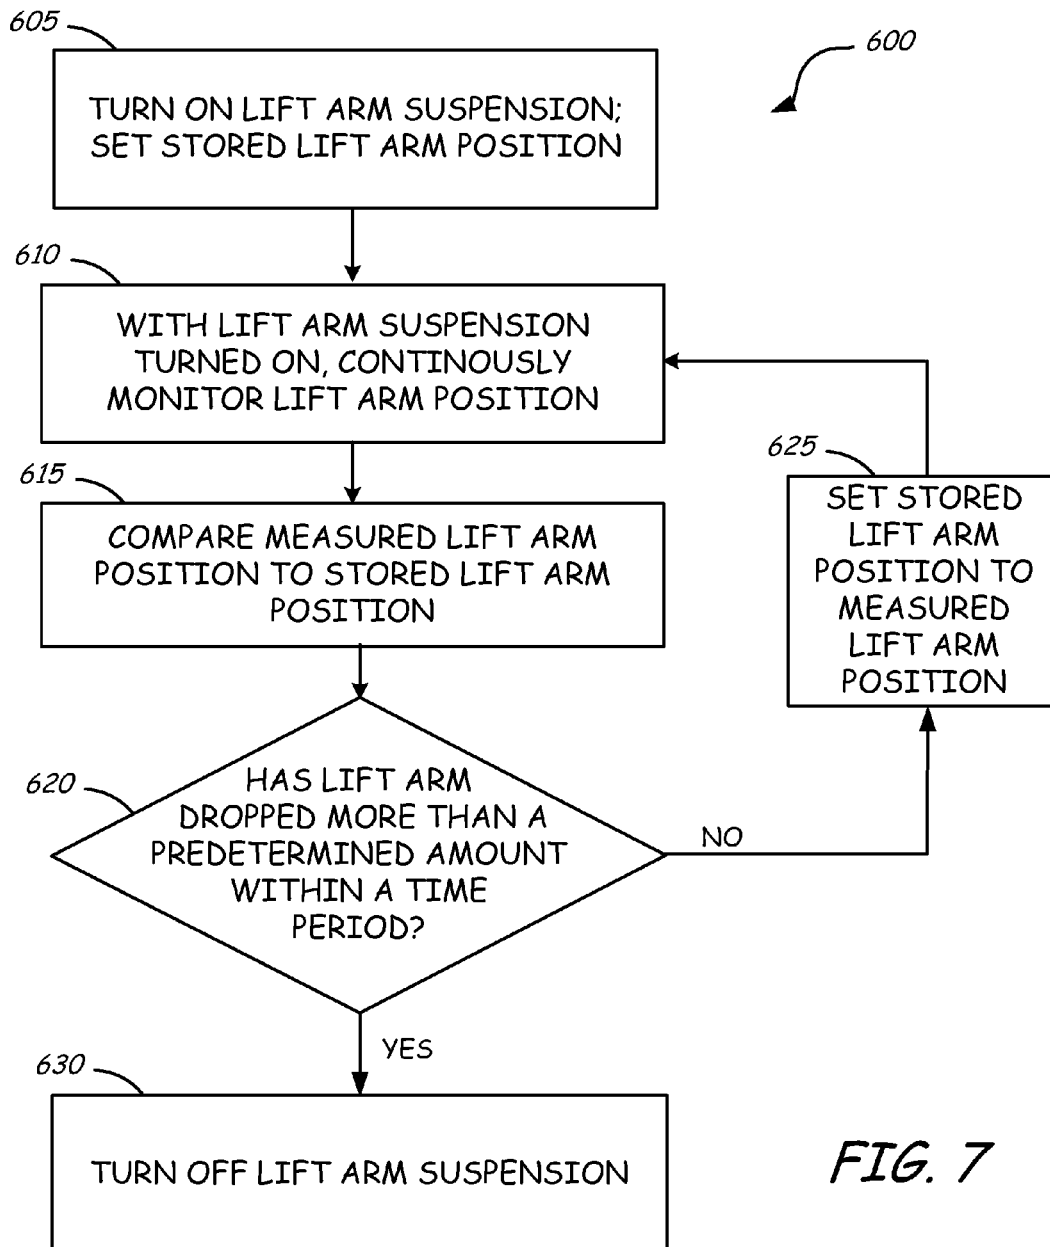 605
600
TURN ON LIFT ARM SUSPENSION;
SET STORED LIFT ARM POSITION
610
WITH LIFT ARM SUSPENSION
TURNED ON, CONTINOUSLY
MONITOR LIFT ARM POSITION
615
COMPARE MEASURED LIFT ARM
POSITION TO STORED LIFT ARM
POSITION
625
SET STORED
LIFT ARM
POSITION TO
MEASURED
LIFT ARM
POSITION
620
HAS LIFT ARM
DROPPED MORE THAN A
PREDETERMINED AMOUNT
WITHIN A TIME
PERIOD?
NO
YES
630
TURN OFF LIFT ARM SUSPENSION
FIG. 7